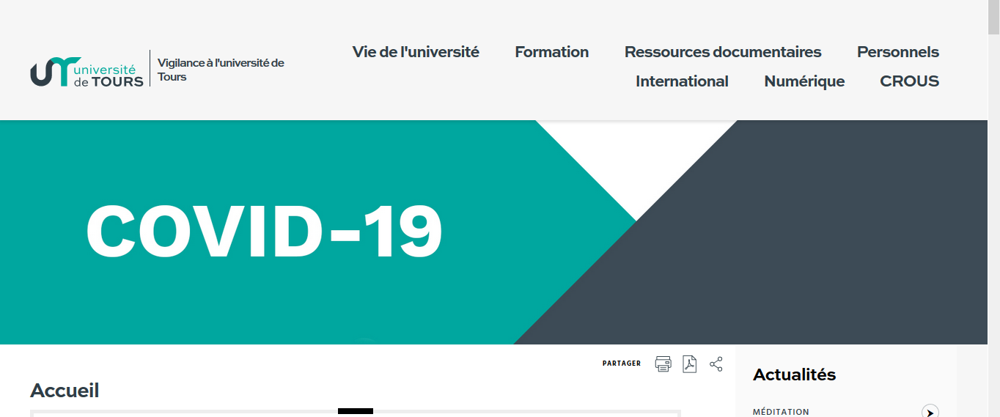 université
de TOURS
Vigilance à l'université de
Tours
Vie de l'université Formation Ressources documentaires Personnels
International Numérique CROUS
COVID-19
PARTAGER
Accueil
Actualités
MÉDITATION